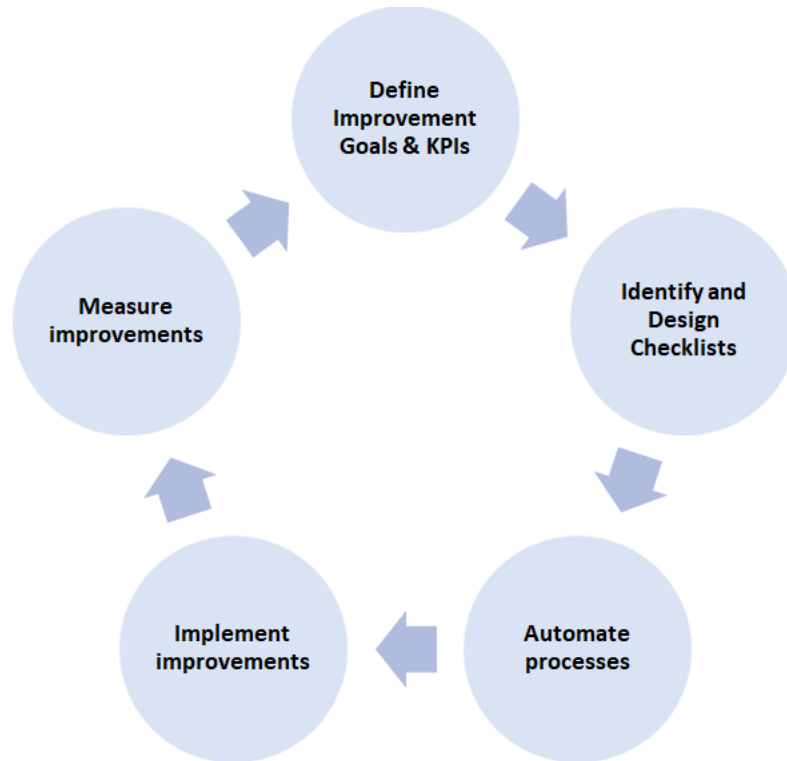 Define
Improvement
Goals & KPIs
Identify and
Design
Checklists
Automate
processes
Implement
improvements
Measure
improvements